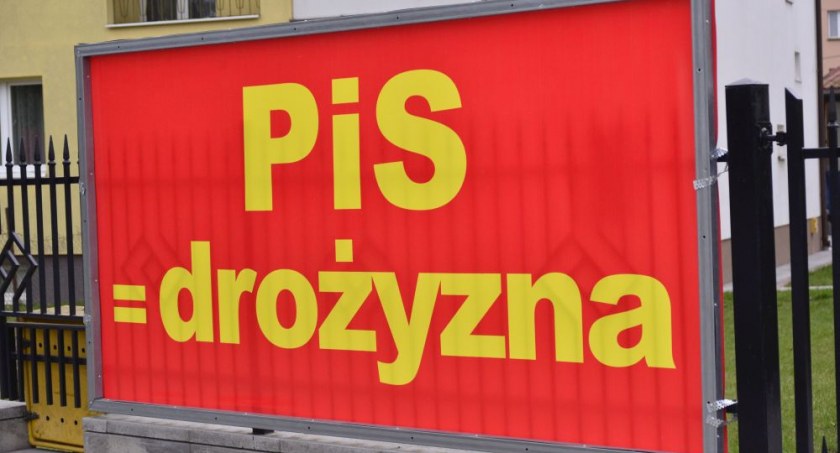 PiS
= drożyzna